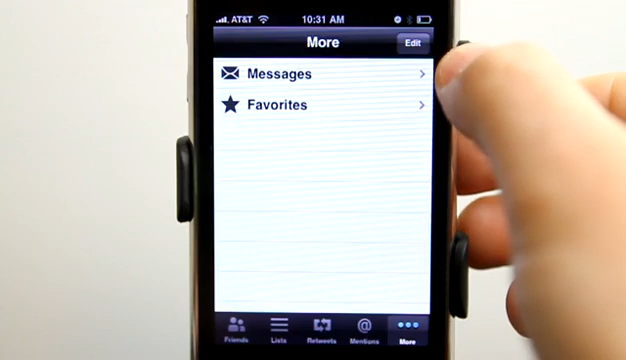 AT&T 10:31 AM
More Edit
Messages
Favorites
Friends Lists Retweets Mentions More